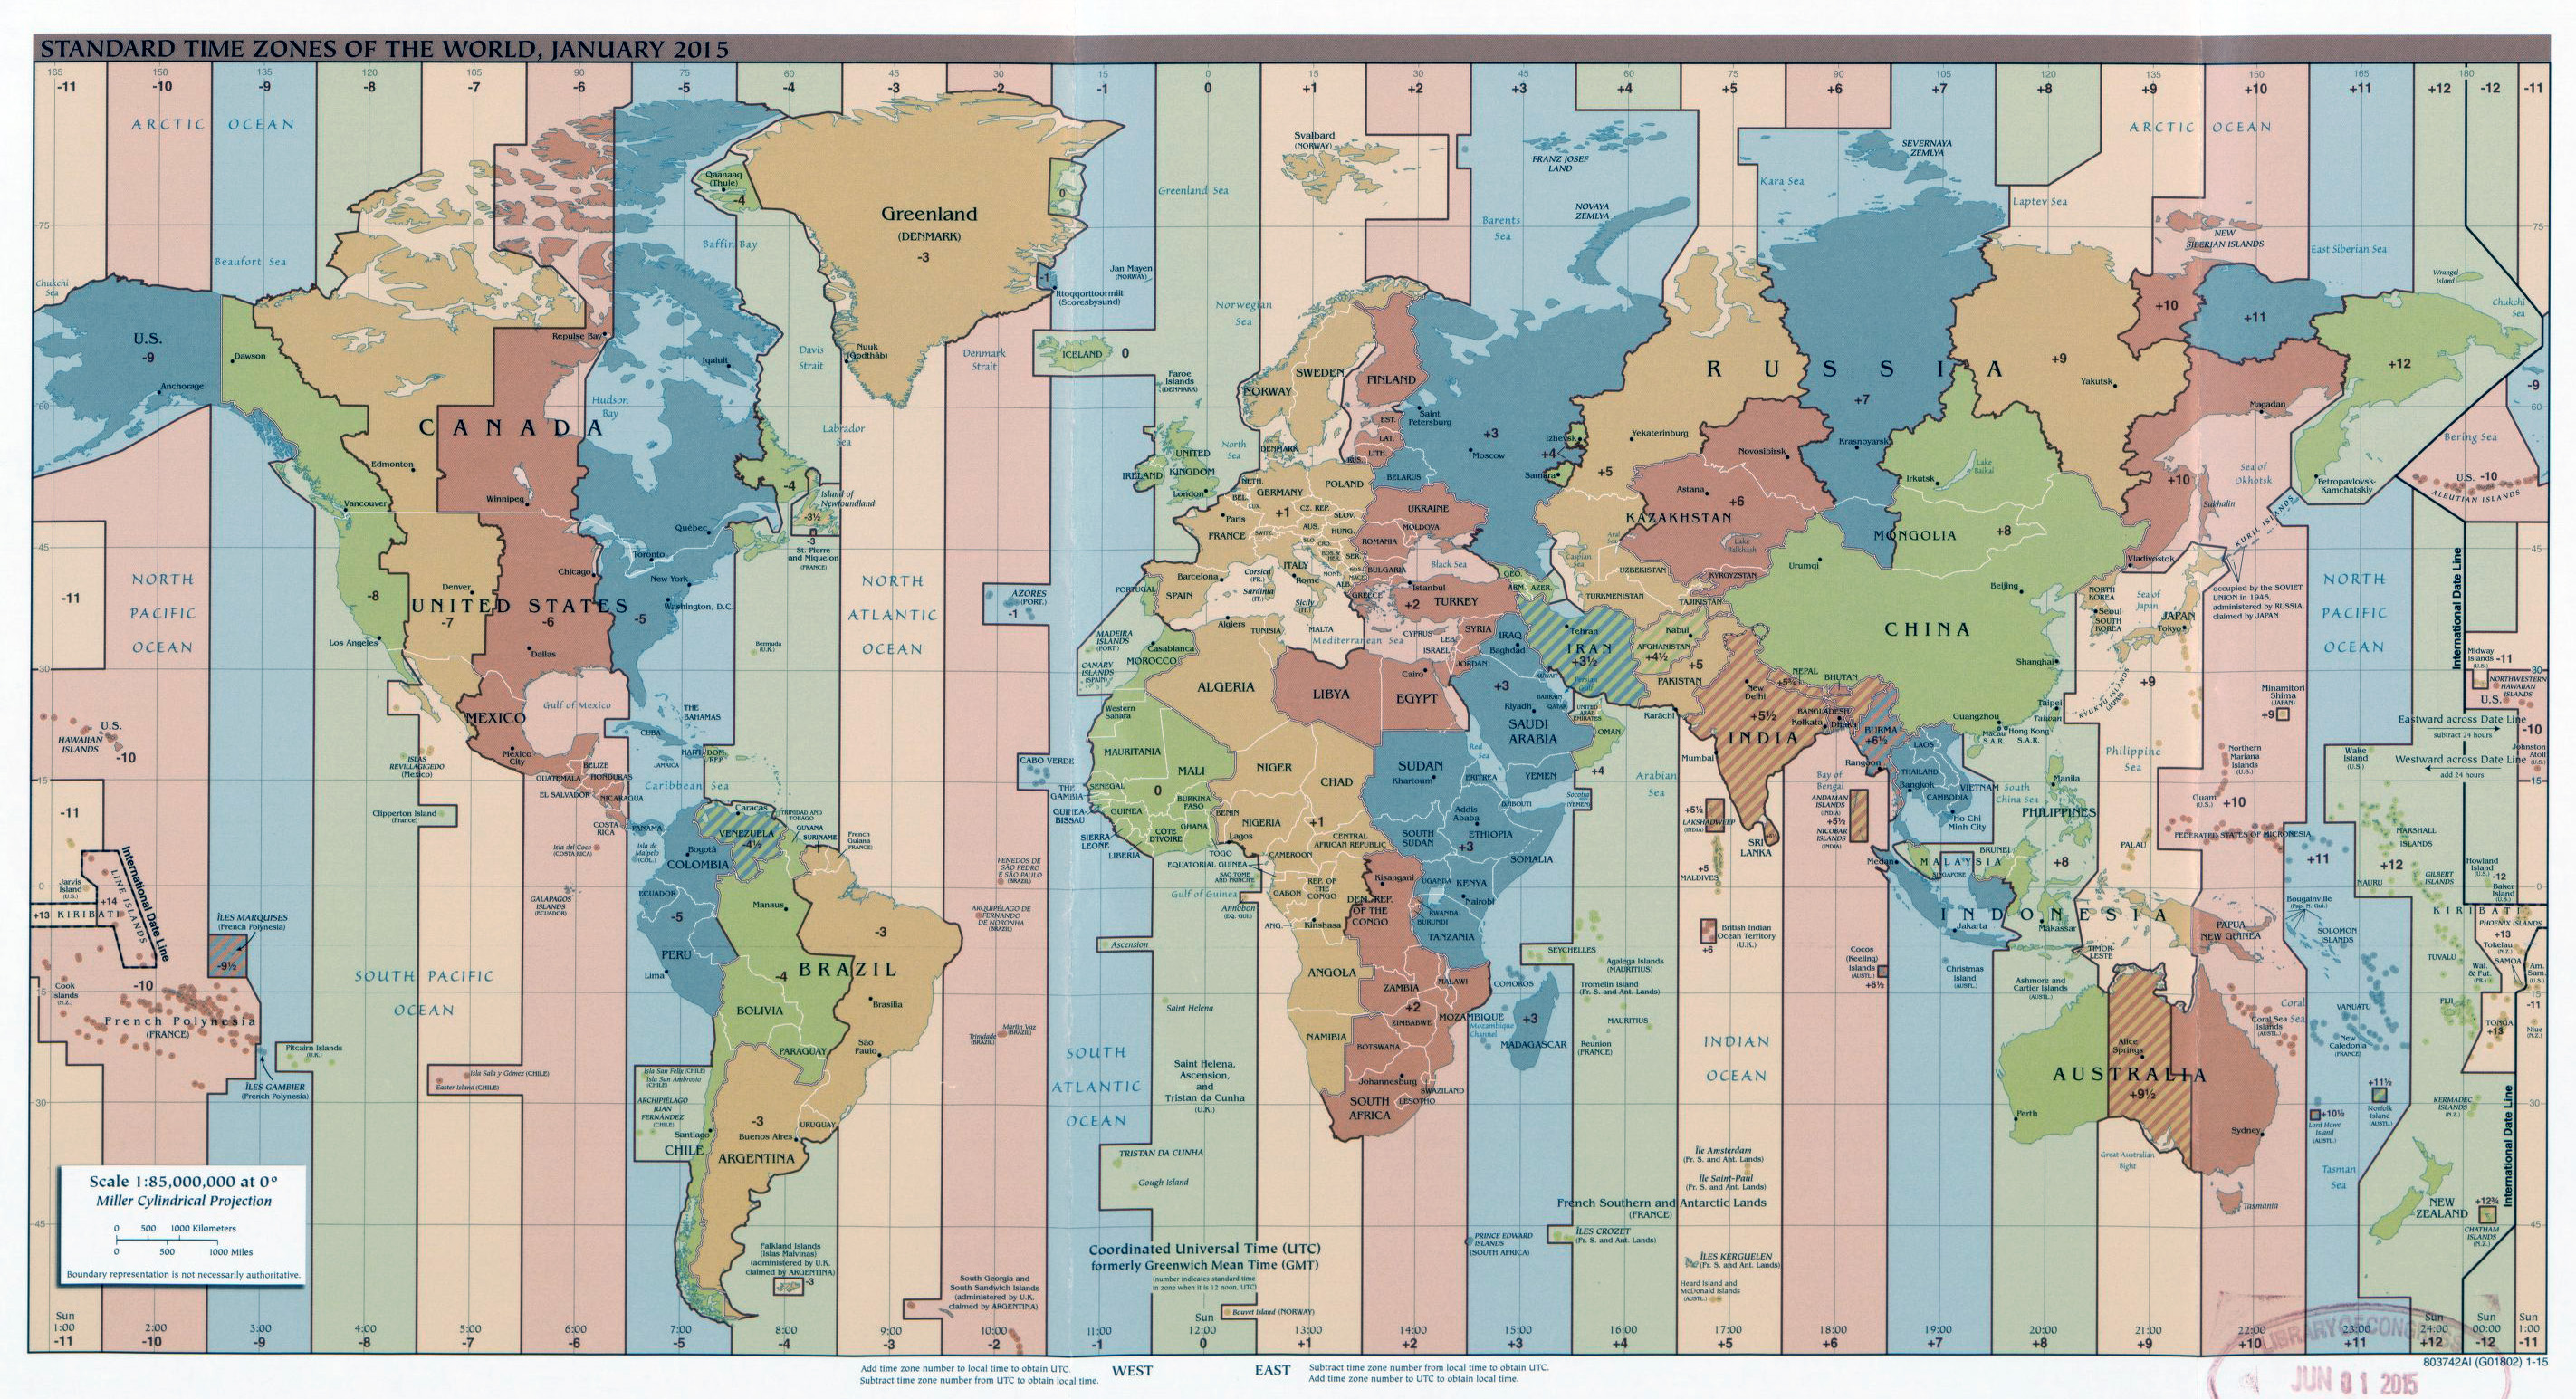 STANDARD TIME ZONES OF THE WORLD, JANUARY 2015
165 150 135 120 105 90 75 60 45 30 15 0 15 30 45 60 75 90 105 120 135 150 165 180
-11 -10 -9 -8 -7 -6 -5 -4 -3 -2 -1 0 +1 +2 +3 +4 +5 +6 +7 +8 +9 +10 +11 +12 -12 -11
ARCTIC OCEAN
ARCTIC OCEAN
Svalbard
(NORWAY)
FRANZ JOSEF
LAND
SEVERNAYA
ZEMLYA
Qaanaaq
(Thule)
-4
0
Greenland Sea
Kara Sea
Laptev Sea
Greenland
(DENMARK)
-3
NOVAYA
ZEMLYA
Barents
Sea
NEW
SIBERIAN ISLANDS
East Siberian Sea
75
75
Beaufort Sea
Baffin Bay
Jan Mayen
(NORWAY)
-1
Ittoqqortoormiit
(Scoresbysund)
Chukchi
Sea
Wrangel
Island
Chukchi
Sea
Norwegian
Sea
+10
+11
U.S.
-9
Anchorage
Dawson
Repulse Bay
Iqaluit
Davis
Strait
Nuuk
(Godthåb)
Denmark
Strait
ICELAND
0
Faroe
Islands
(DENMARK)
NORWAY
SWEDEN
FINLAND
RUSSIA
+7
+9
Yakutsk
+12
-9
60
60
Hudson
Bay
CANADA
Labrador
Sea
Magadan
Bering Sea
Edmonton
Winnipeg
Vancouver
Québec
Toronto
-4
Island of
Newfoundland
-3½
-3
St. Pierre
and Miquelon
(FRANCE)
UNITED
KINGDOM
IRELAND
London
North
Sea
DENMARK
EST.
LAT.
LITH.
RUS.
BELARUS
Saint
Petersburg
Moscow
+3
Izhevsk
+4
Samara
Yekaterinburg
+5
Novosibirsk
Krasnoyarsk
Irkutsk
Lake
Baikal
Sea of
Okhotsk
+10
Sakhalin
Petropavlovsk-
Kamchatskiy
U.S. -10
ALEUTIAN ISLANDS
KURIL ISLANDS
NETH.
BEL.
LUX.
GERMANY
POLAND
Paris
FRANCE
+1
CZ. REP.
SLOV.
AUS.
HUNG.
SWITZ.
UKRAINE
MOLDOVA
ROMANIA
BULGARIA
Black Sea
Astana
+6
KAZAKHSTAN
Aral
Sea
Lake
Balkhash
Caspian
Sea
MONGOLIA
+8
Vladivostok
45
45
NORTH
PACIFIC
OCEAN
-11
Chicago
New York
Washington, D.C.
Denver
UNITED STATES
-8
-7
-6
-5
Los Angeles
Dallas
Bermuda
(U.K.)
NORTH
ATLANTIC
OCEAN
AZORES
(PORT.)
-1
PORTUGAL
SPAIN
Barcelona
Corsica
(FR.)
Sardinia
(IT.)
ITALY
Rome
Sicily
(IT.)
MALTA
Mediterranean Sea
GREECE
Istanbul
+2
TURKEY
CYPRUS
LEB.
ISRAEL
SYRIA
JORDAN
IRAQ
Baghdad
GEO.
ARM.
AZER.
UZBEKISTAN
TURKMENISTAN
KYRGYZSTAN
TAJIKISTAN
Urumqi
Beijing
NORTH
KOREA
Seoul
SOUTH
KOREA
Sea of
Japan
JAPAN
Tokyo
occupied by the SOVIET
UNION in 1945,
administered by RUSSIA,
claimed by JAPAN
NORTH
PACIFIC
OCEAN
International Date Line
MADEIRA
ISLANDS
(PORT.)
CANARY
ISLANDS
(SPAIN)
Casablanca
MOROCCO
Algiers
TUNISIA
Tehran
IRAN
+3½
Persian
Gulf
Kabul
AFGHANISTAN
+4½
+5
PAKISTAN
CHINA
Shanghai
Midway
Islands -11
30
30
NORTHWESTERN
HAWAIIAN
ISLANDS
U.S.
Western
Sahara
ALGERIA
LIBYA
EGYPT
Cairo
KUWAIT
BAHRAIN
QATAR
UNITED
ARAB
EMIRATES
+3
Riyadh
SAUDI
ARABIA
OMAN
+4
Karāchi
New
Delhi
NEPAL
+5¾
BHUTAN
BANGLADESH
Dhaka
Kolkata
+5½
INDIA
Mumbai
BURMA
+6½
Rangoon
LAOS
THAILAND
Bangkok
CAMBODIA
VIETNAM
Ho Chi
Minh City
Guangzhou
Macau
S.A.R.
Hong Kong
S.A.R.
Taipei
Taiwan
RYUKYU ISLANDS
(JAPAN)
+9
Minamitori
Shima
(JAPAN)
+9
Eastward across Date Line
subtract 24 hours
Westward across Date Line
add 24 hours
-10
Johnston
Atoll
(U.S.)
U.S.
HAWAIIAN
ISLANDS
-10
MEXICO
Gulf of Mexico
Mexico
City
THE
BAHAMAS
CUBA
HAITI
DOM.
REP.
JAMAICA
Caribbean Sea
ISLAS
REVILLAGIGEDO
(Mexico)
BELIZE
GUATEMALA
HONDURAS
EL SALVADOR
NICARAGUA
COSTA
RICA
PANAMA
Clipperton Island
(France)
CABO VERDE
MAURITANIA
MALI
NIGER
CHAD
SUDAN
Khartoum
Red
Sea
ERITREA
YEMEN
DJIBOUTI
Socotra
(YEMEN)
Arabian
Sea
Bay of
Bengal
South
China Sea
Manila
PHILIPPINES
Philippine
Sea
Northern
Mariana
Islands
(U.S.)
Guam
(U.S.)
+10
Wake
Island
(U.S.)
15
15
THE
GAMBIA
GUINEA-
BISSAU
SENEGAL
0
GUINEA
SIERRA
LEONE
LIBERIA
BURKINA
FASO
CÔTE
D'IVOIRE
GHANA
TOGO
BENIN
NIGERIA
Lagos
+1
CAMEROON
CENTRAL
AFRICAN REPUBLIC
SOUTH
SUDAN
Addis
Ababa
ETHIOPIA
+3
SOMALIA
+5½
LAKSHADWEEP
(INDIA)
SRI
LANKA
+5
MALDIVES
ANDAMAN
ISLANDS
(INDIA)
+5½
NICOBAR
ISLANDS
(INDIA)
Medan
MALAYSIA
SINGAPORE
BRUNEI
+8
PALAU
FEDERATED STATES OF MICRONESIA
+11
MARSHALL
ISLANDS
+12
NAURU
GILBERT
ISLANDS
Howland
Island
(U.S.)
-12
Baker
Island
(U.S.)
-11
International Date Line
Jarvis
Island
(U.S.)
+14
LINE ISLANDS
+13 KIRIBATI
Isla del Coco
(COSTA RICA)
Isla de
Malpelo
(COL.)
Caracas
TRINIDAD AND
TOBAGO
VENEZUELA
-4½
GUYANA
SURINAME
French
Guiana
(FRANCE)
Bogotá
COLOMBIA
ECUADOR
GALAPAGOS
ISLANDS
(ECUADOR)
-5
PERU
Lima
Manaus
-3
-4
BRAZIL
Brasília
PENEDOS DE
SÃO PEDRO
E SÃO PAULO
(BRAZIL)
ARQUIPÉLAGO DE
FERNANDO
DE NORONHA
(BRAZIL)
EQUATORIAL GUINEA
SAO TOME
AND PRINCIPE
Gulf of Guinea
Annobon
(EQ. GUI.)
GABON
REP. OF
THE
CONGO
Kisangani
DEM. REP.
OF THE
CONGO
Kinshasa
ANG.
UGANDA
KENYA
Nairobi
RWANDA
BURUNDI
TANZANIA
Ascension
SEYCHELLES
British Indian
Ocean Territory
(U.K.)
+6
Cocos
(Keeling)
Islands
(AUSTL.)
+6½
INDONESIA
Jakarta
Makassar
TIMOR-
LESTE
Christmas
Island
(AUSTL.)
Ashmore and
Cartier Islands
(AUSTL.)
PAPUA
NEW GUINEA
Bougainville
(Pap. N. Gui.)
SOLOMON
ISLANDS
TUVALU
KIRIBATI
PHOENIX ISLANDS
+13
Tokelau
(N.Z.)
SAMOA
Wal.
& Fut.
(FR.)
Am.
Sam.
(U.S.)
-11
0
0
ÎLES MARQUISES
(French Polynesia)
-9½
Cook
Islands
(N.Z.)
-10
French Polynesia
(FRANCE)
SOUTH PACIFIC
OCEAN
BOLIVIA
PARAGUAY
Martin Vaz
(BRAZIL)
Trindade
(BRAZIL)
Saint Helena
ANGOLA
ZAMBIA
MALAWI
+2
ZIMBABWE
MOZAMBIQUE
Mozambique
Channel
NAMIBIA
BOTSWANA
COMOROS
+3
MADAGASCAR
Agalega Islands
(MAURITIUS)
Tromelin Island
(Fr. S. and Ant. Lands)
MAURITIUS
Reunion
(FRANCE)
INDIAN
OCEAN
Coral Sea
Coral Sea
Islands
(AUSTL.)
VANUATU
New
Caledonia
(FRANCE)
FIJI
TONGA
+13
Niue
(N.Z.)
15
15
Pitcairn Islands
(U.K.)
ÎLES GAMBIER
(French Polynesia)
Isla Sala y Gómez (CHILE)
Easter Island (CHILE)
Isla San Felix (CHILE)
Isla San Ambrosio
(CHILE)
ARCHIPIÉLAGO
JUAN
FERNÁNDEZ
(CHILE)
Santiago
CHILE
São
Paulo
-3
Buenos Aires
URUGUAY
ARGENTINA
SOUTH
ATLANTIC
OCEAN
Saint Helena,
Ascension,
and
Tristan da Cunha
(U.K.)
Johannesburg
SWAZILAND
LESOTHO
SOUTH
AFRICA
Alice
Springs
AUSTRALIA
+9½
Perth
Sydney
Great Australian
Bight
+10½
Lord Howe
Island
(AUSTL.)
+11½
Norfolk
Island
(AUSTL.)
KERMADEC
ISLANDS
(N.Z.)
International Date Line
30
30
TRISTAN DA CUNHA
Gough Island
Île Amsterdam
(Fr. S. and Ant. Lands)
Île Saint-Paul
(Fr. S. and Ant. Lands)
French Southern and Antarctic Lands
(FRANCE)
Tasman
Sea
Tasmania
NEW
ZEALAND
+12¾
CHATHAM
ISLANDS
(N.Z.)
45
45
Scale 1:85,000,000 at 0°
Miller Cylindrical Projection
0 500 1000 Kilometers
0 500 1000 Miles
Boundary representation is not necessarily authoritative.
Falkland Islands
(Islas Malvinas)
(administered by U.K.
claimed by ARGENTINA)
-3
South Georgia and
South Sandwich Islands
(administered by U.K.
claimed by ARGENTINA)
Coordinated Universal Time (UTC)
formerly Greenwich Mean Time (GMT)
(number indicates standard time
in zone when it is 12 noon, UTC)
Bouvet Island (NORWAY)
PRINCE EDWARD
ISLANDS
(SOUTH AFRICA)
ÎLES CROZET
(Fr. S. and Ant. Lands)
ÎLES KERGUELEN
(Fr. S. and Ant. Lands)
Heard Island and
McDonald Islands
(AUSTL.)
Sun Sun Sun Sun Sun
1:00 2:00 3:00 4:00 5:00 6:00 7:00 8:00 9:00 10:00 11:00 12:00 13:00 14:00 15:00 16:00 17:00 18:00 19:00 20:00 21:00 22:00 23:00 24:00 00:00 1:00
-11 -10 -9 -8 -7 -6 -5 -4 -3 -2 -1 0 +1 +2 +3 +4 +5 +6 +7 +8 +9 +10 +11 +12 -12 -11
Add time zone number to local time to obtain UTC.
Subtract time zone number from UTC to obtain local time.
WEST
EAST
Subtract time zone number from local time to obtain UTC.
Add time zone number to UTC to obtain local time.
803742AI (G01802) 1-15
LIBRARY OF CONGRESS
JUN 01 2015